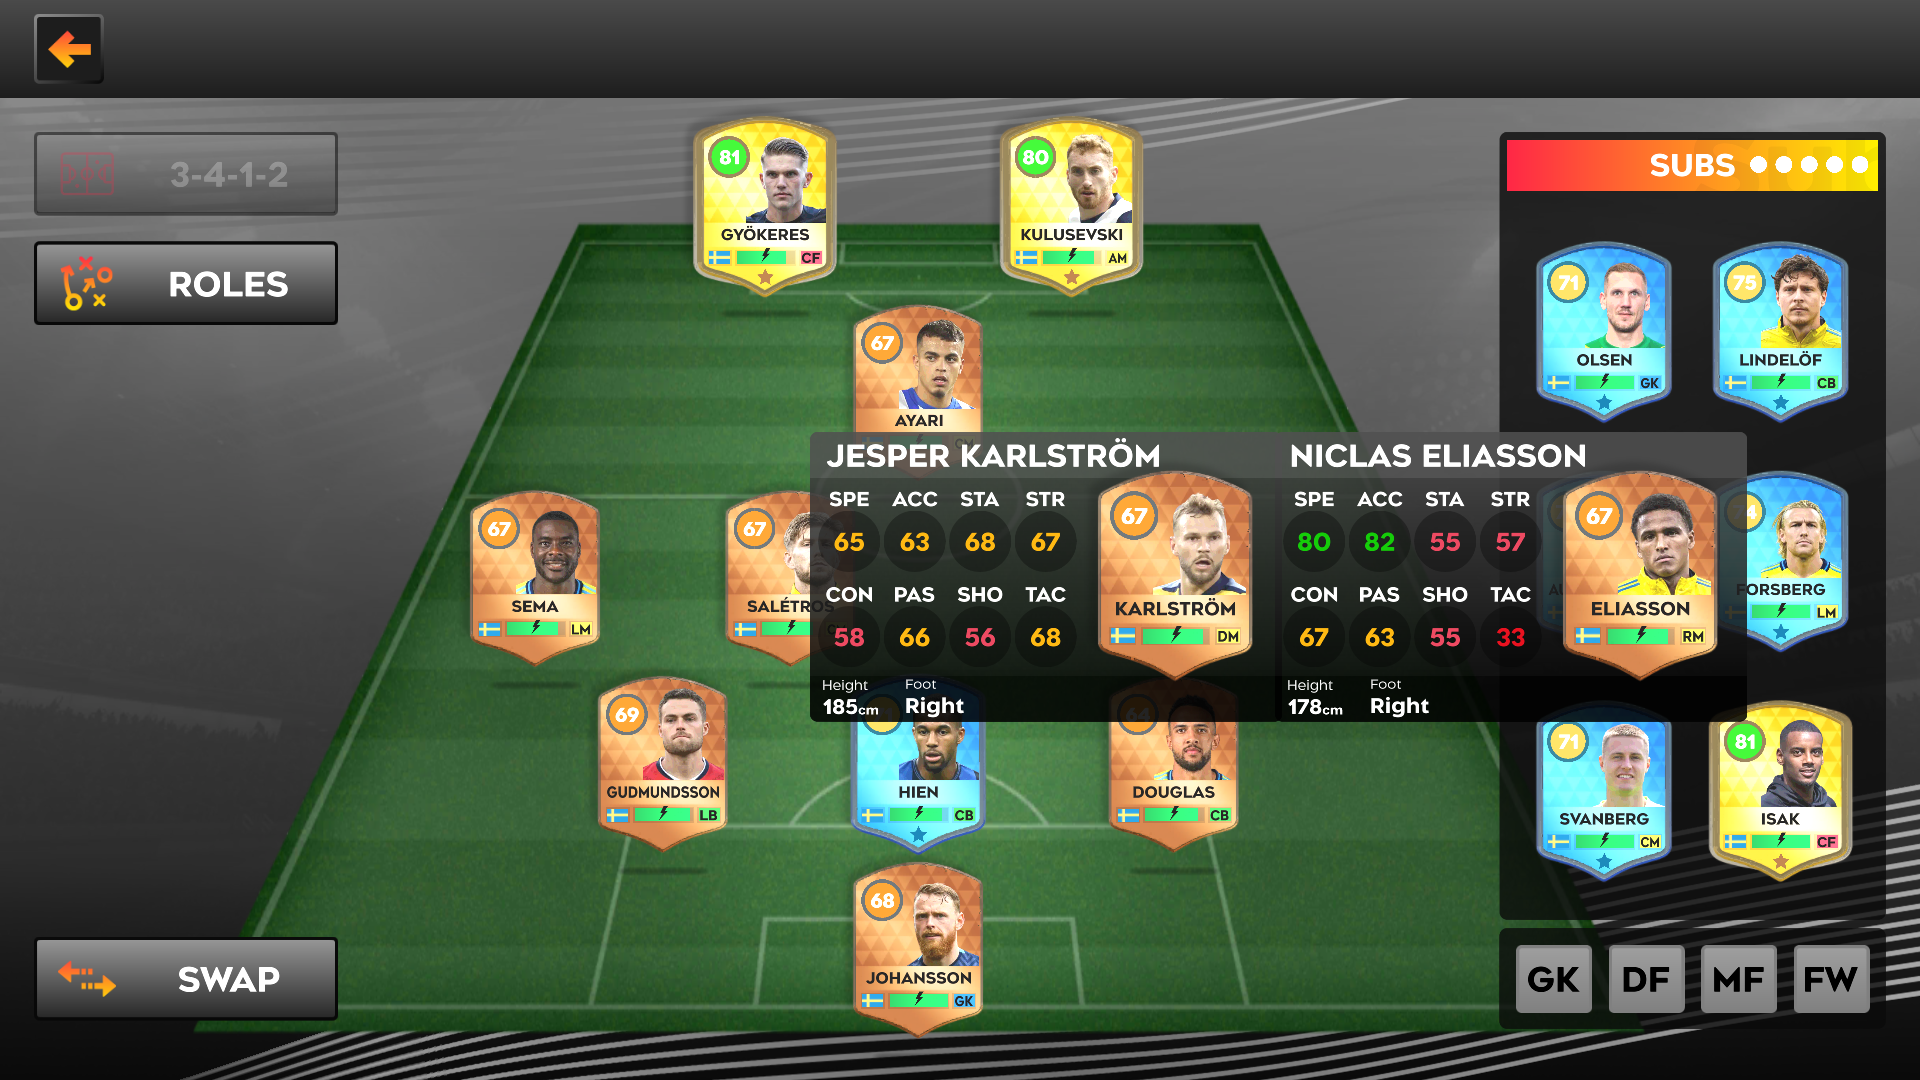 3-4-1-2
ROLES
SWAP
81
GYÖKERES
CF
80
KULUSEVSKI
AM
67
AYARI
CM
67
SEMA
LM
67
SALÉTROS
69
GUDMUNDSSON
LB
HIEN
CB
64
DOUGLAS
CB
68
JOHANSSON
GK
JESPER KARLSTRÖM
SPE ACC STA STR
65 63 68 67
CON PAS SHO TAC
58 66 56 68
Height Foot
185cm Right
67
KARLSTRÖM
DM
NICLAS ELIASSON
SPE ACC STA STR
80 82 55 57
CON PAS SHO TAC
67 63 55 33
Height Foot
178cm Right
67
ELIASSON
RM
SUBS
71
OLSEN
GK
75
LINDELÖF
CB
FORSBERG
LM
71
SVANBERG
CM
81
ISAK
CF
GK DF MF FW